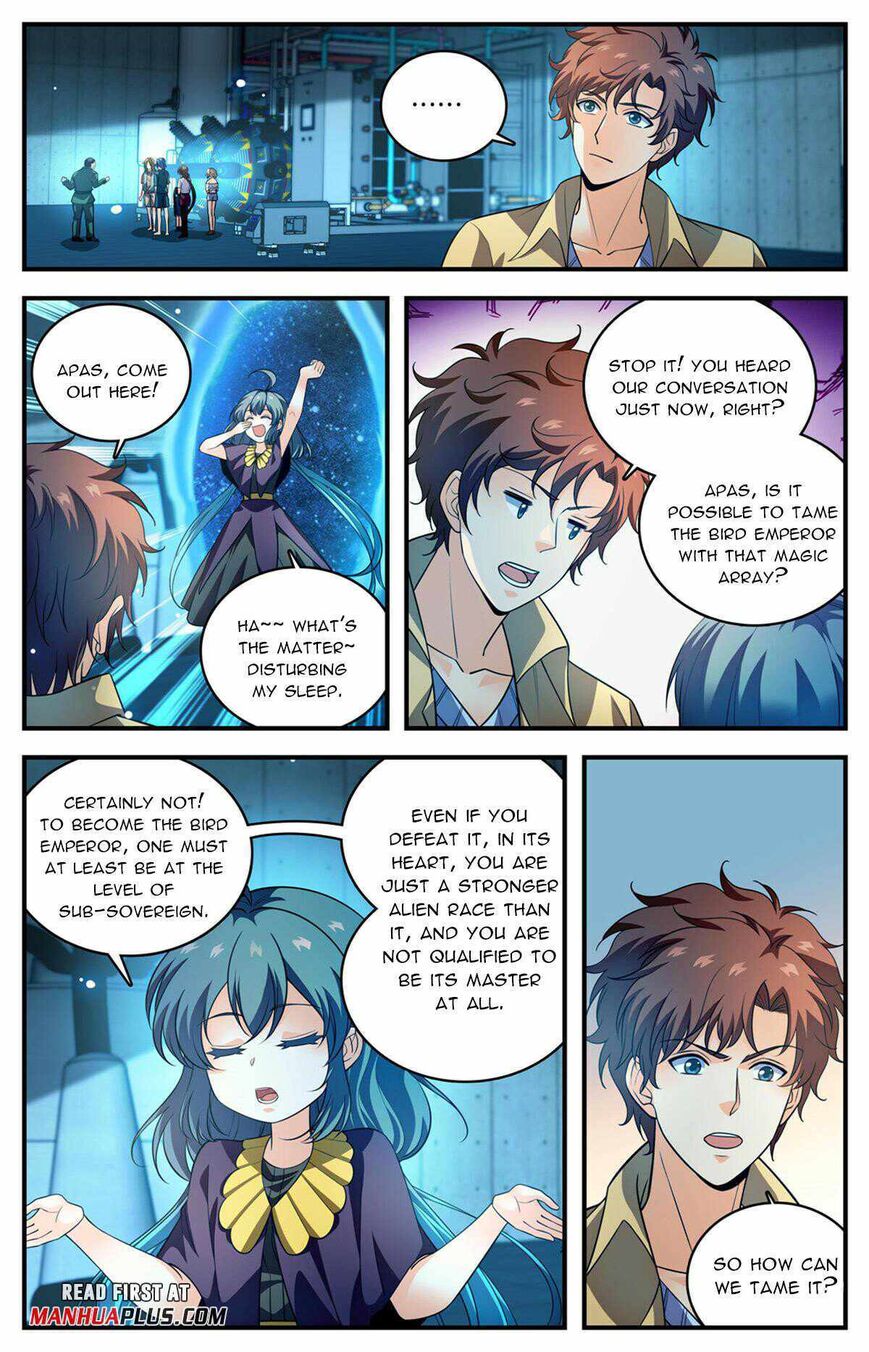 ......
APAS, COME
OUT HERE!
HA~~ WHAT'S
THE MATTER~
DISTURBING
MY SLEEP.
STOP IT! YOU HEARD
OUR CONVERSATION
JUST NOW, RIGHT?
APAS, IS IT
POSSIBLE TO TAME
THE BIRD EMPEROR
WITH THAT MAGIC
ARRAY?
CERTAINLY NOT!
TO BECOME THE BIRD
EMPEROR, ONE MUST
AT LEAST BE AT THE
LEVEL OF
SUB-SOVEREIGN.
EVEN IF YOU
DEFEAT IT, IN ITS
HEART, YOU ARE
JUST A STRONGER
ALIEN RACE THAN
IT, AND YOU ARE
NOT QUALIFIED TO
BE ITS MASTER
AT ALL.
SO HOW CAN
WE TAME IT?
READ FIRST AT
MANHUAPLUS.COM